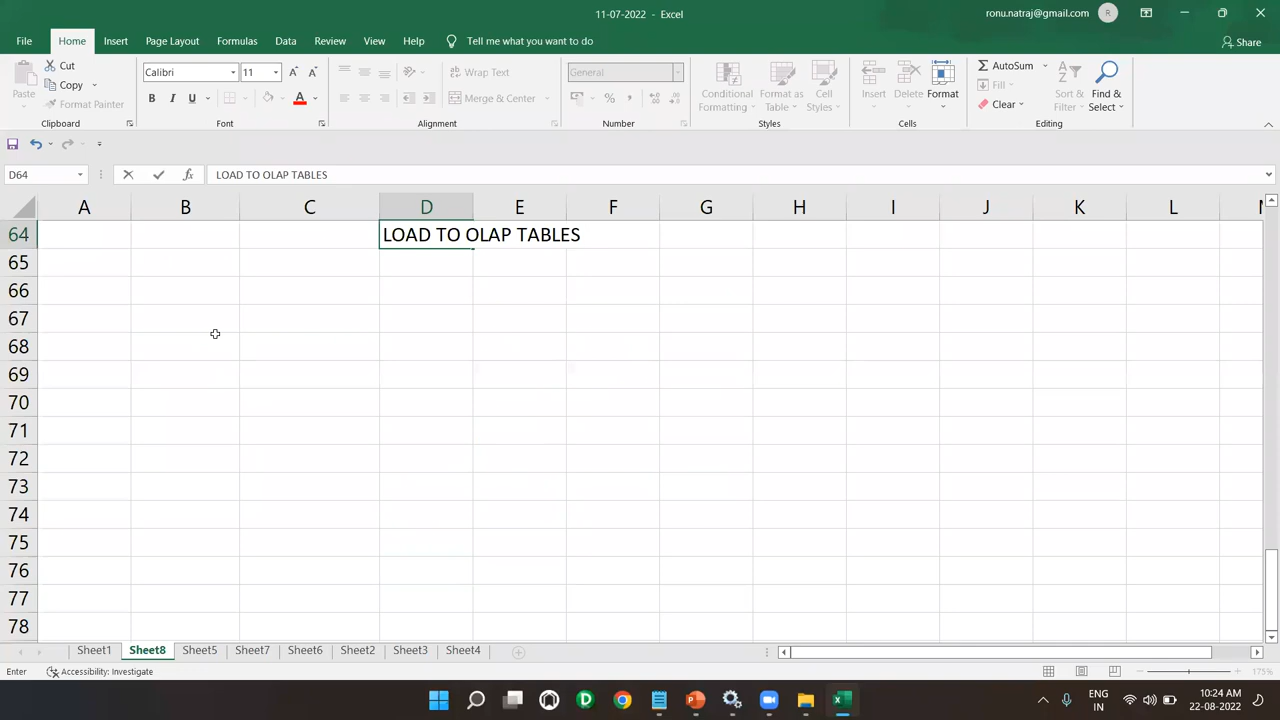 11-07-2022 - Excel
ronu.natraj@gmail.com
R
File Home Insert Page Layout Formulas Data Review View Help Tell me what you want to do Share
Paste
Cut
Copy
Format Painter
Clipboard
Calibri 11
B I U
Font
Wrap Text
Merge & Center
Alignment
General
Number
Conditional Formatting
Format as Table
Cell Styles
Styles
Insert Delete Format
Cells
AutoSum
Fill
Clear
Sort & Filter
Find & Select
Editing
D64 fx LOAD TO OLAP TABLES
A B C D E F G H I J K L
64 LOAD TO OLAP TABLES
65
66
67
68
69
70
71
72
73
74
75
76
77
78
Sheet1 Sheet8 Sheet5 Sheet7 Sheet6 Sheet2 Sheet3 Sheet4
Enter Accessibility: Investigate 175%
ENG
IN
10:24 AM
22-08-2022